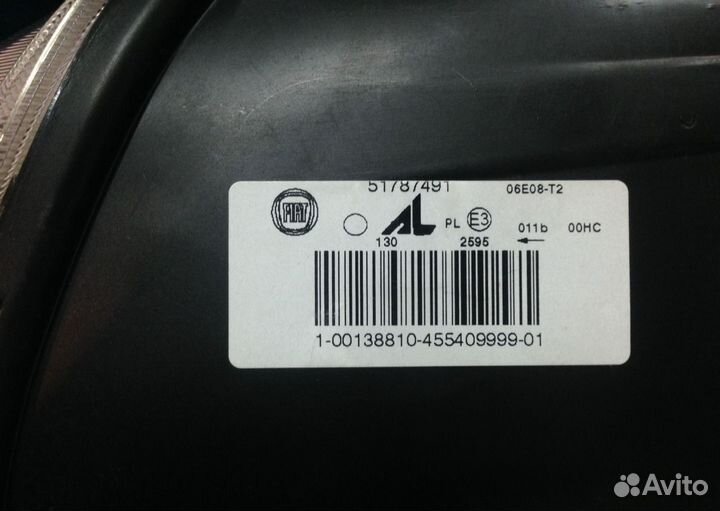 51787491 06E08-T2
FIAT AL PL E3 011b 00HC
130 2595
1-00138810-455409999-01
Avito